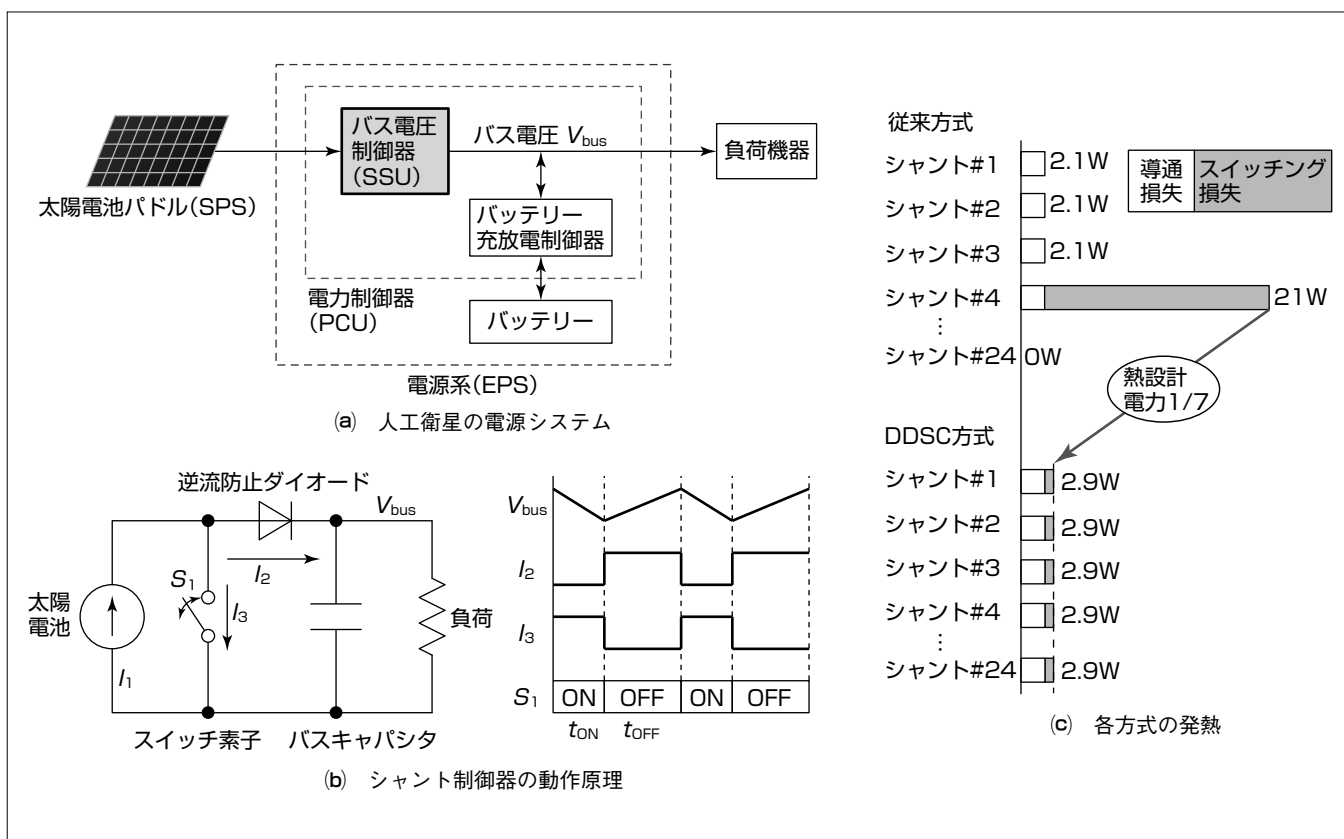 太陽電池パドル(SPS)
バス電圧
制御器
(SSU)
バス電圧 Vbus
負荷機器
バッテリー
充放電制御器
電力制御器
(PCU)
バッテリー
電源系(EPS)
(a) 人工衛星の電源システム
逆流防止ダイオード
Vbus
I2
S1
I3
太陽
電池
I1
負荷
スイッチ素子
バスキャパシタ
Vbus
I2
I3
S1 ON OFF ON OFF
tON tOFF
(b) シャント制御器の動作原理
従来方式
導通
損失
スイッチング
損失
シャント#1 2.1W
シャント#2 2.1W
シャント#3 2.1W
シャント#4 21W
⋮
シャント#24 0W
熱設計
電力1/7
DDSC方式
シャント#1 2.9W
シャント#2 2.9W
シャント#3 2.9W
シャント#4 2.9W
⋮
シャント#24 2.9W
(c) 各方式の発熱